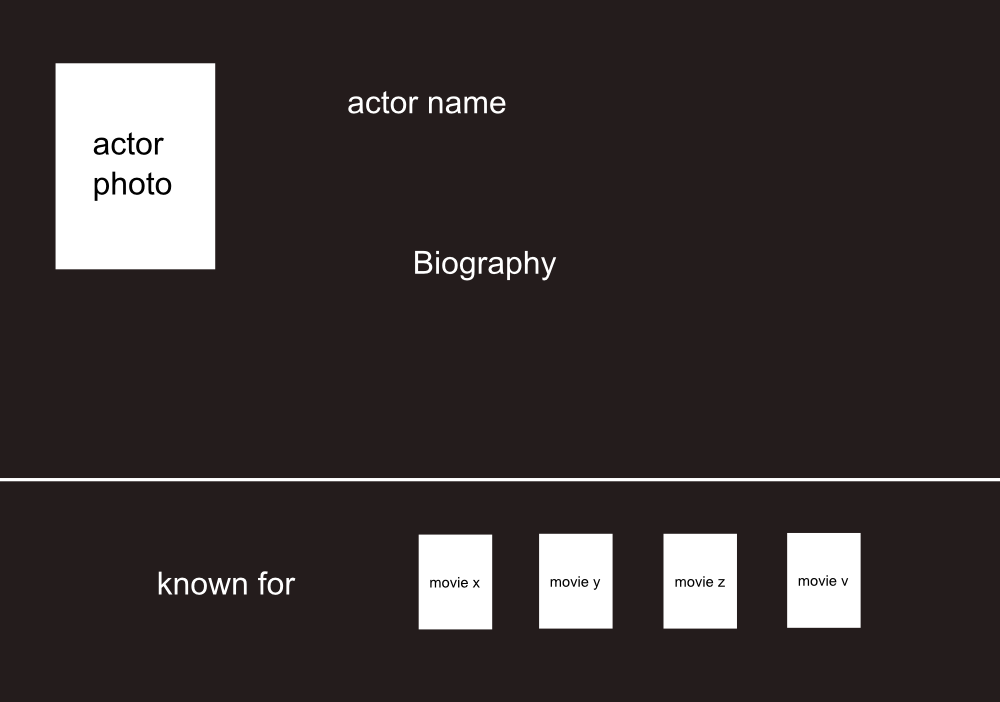 actor name
actor
photo
Biography
known for
movie x
movie y
movie z
movie v